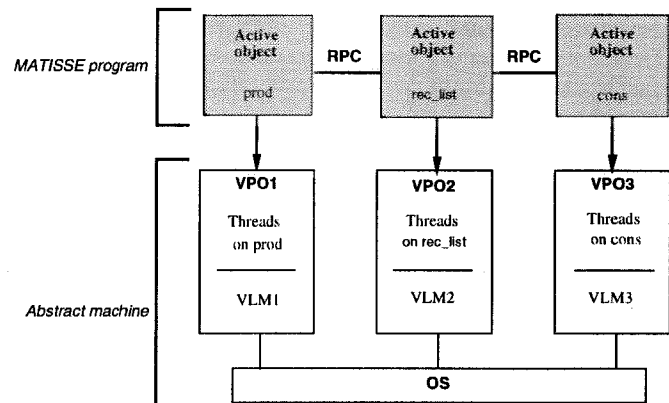 Active
object
prod
RPC
Active
object
rec_list
RPC
Active
object
cons
MATISSE program
VPO1
Threads
on prod
VLM1
VPO2
Threads
on rec_list
VLM2
VPO3
Threads
on cons
VLM3
Abstract machine
OS